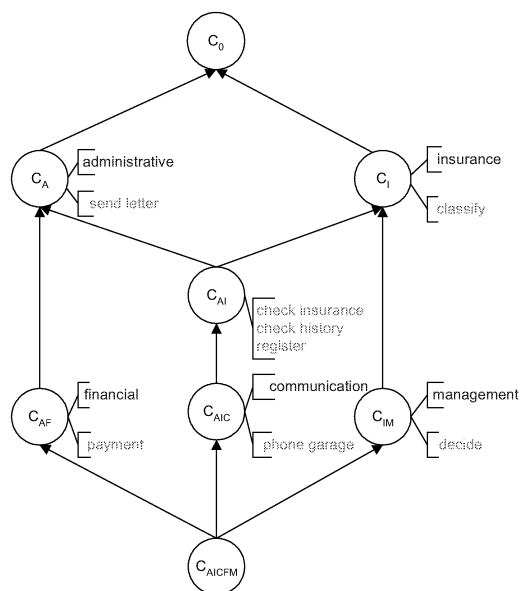 C0
administrative
CA
send letter
insurance
CI
classify
CAI
check insurance
check history
register
financial
CAF
payment
communication
CAIC
phone garage
management
CIM
decide
CAICFM